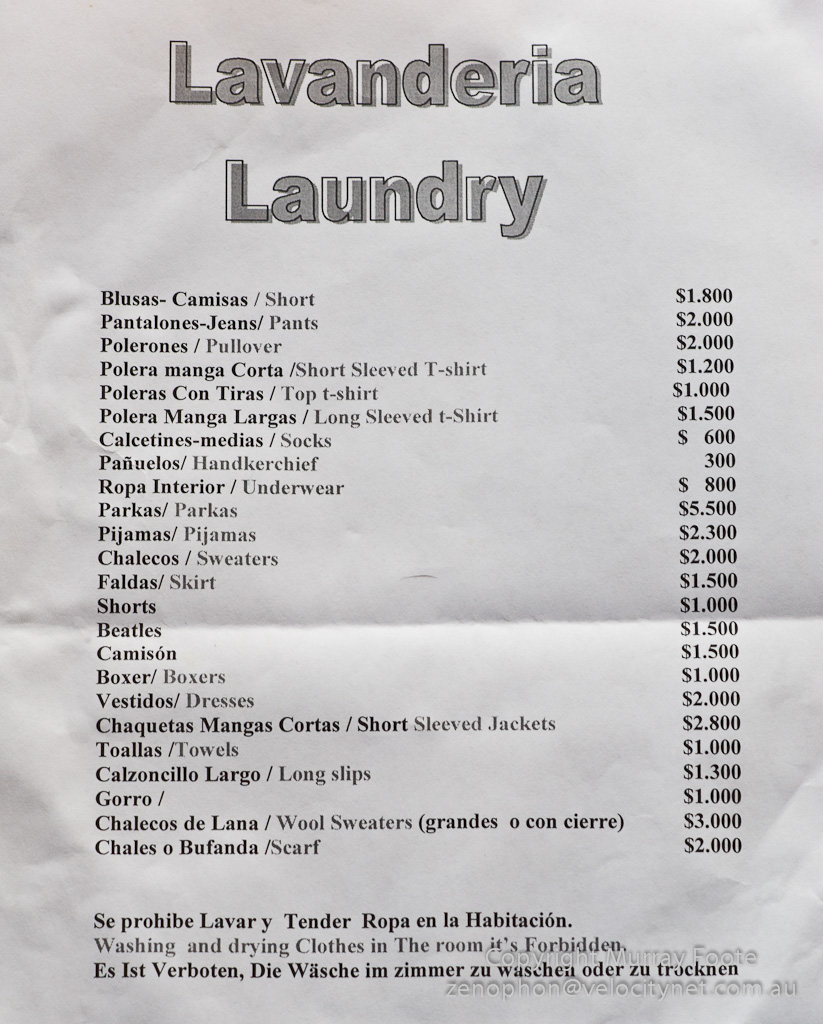 Lavanderia
Laundry
Blusas- Camisas / Short $1.800
Pantalones-Jeans/ Pants $2.000
Polerones / Pullover $2.000
Polera manga Corta /Short Sleeved T-shirt $1.200
Poleras Con Tiras / Top t-shirt $1.000
Polera Manga Largas / Long Sleeved t-Shirt $1.500
Calcetines-medias / Socks $ 600
Pañuelos/ Handkerchief 300
Ropa Interior / Underwear $ 800
Parkas/ Parkas $5.500
Pijamas/ Pijamas $2.300
Chalecos / Sweaters $2.000
Faldas/ Skirt $1.500
Shorts $1.000
Beatles $1.500
Camisón $1.500
Boxer/ Boxers $1.000
Vestidos/ Dresses $2.000
Chaquetas Mangas Cortas / Short Sleeved Jackets $2.800
Toallas /Towels $1.000
Calzoncillo Largo / Long slips $1.300
Gorro / $1.000
Chalecos de Lana / Wool Sweaters (grandes o con cierre) $3.000
Chales o Bufanda /Scarf $2.000
Se prohibe Lavar y Tender Ropa en la Habitación.
Washing and drying Clothes in The room it's Forbidden.
Es Ist Verboten, Die Wäsche im zimmer zu waschen oder zu trocknen
Copyright Murray Foote
zenophon@velocitynet.com.au